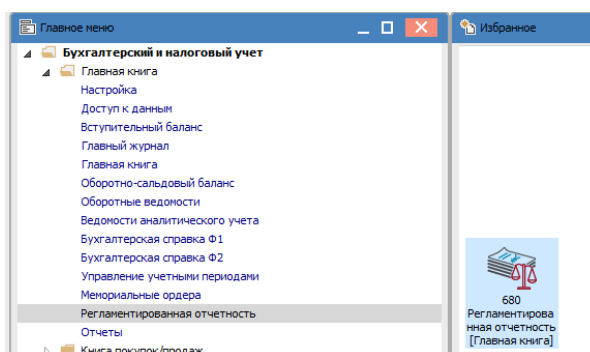 Главное меню
Бухгалтерский и налоговый учет
Главная книга
Настройка
Доступ к данным
Вступительный баланс
Главный журнал
Главная книга
Оборотно-сальдовый баланс
Оборотные ведомости
Ведомости аналитического учета
Бухгалтерская справка Ф1
Бухгалтерская справка Ф2
Управление учетными периодами
Мемориальные ордера
Регламентированная отчетность
Отчеты
Книга покупок/продаж
Избранное
680
Регламентирова
нная отчетность
[Главная книга]